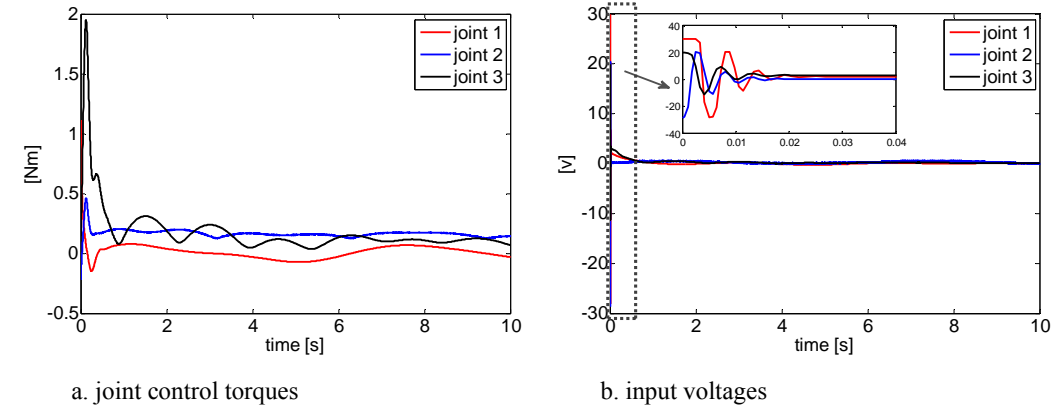 2
1.5
1
0.5
0
-0.5
[Nm]
0
2
4
6
8
10
time [s]
joint 1
joint 2
joint 3
a. joint control torques
30
20
10
0
-10
-20
-30
[v]
0
2
4
6
8
10
time [s]
joint 1
joint 2
joint 3
40
20
0
-20
-40
0
0.01
0.02
0.03
0.04
b. input voltages